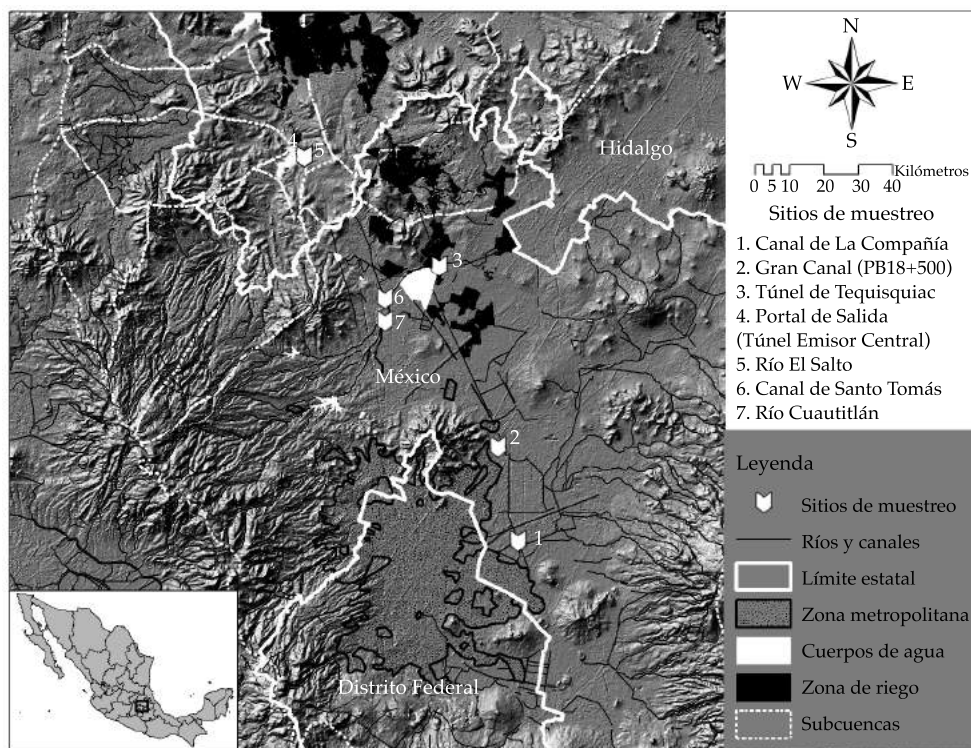 4
5
Hidalgo
3
6
7
México
2
1
Distrito Federal
N
W E
S
Kilómetros
0 5 10 20 30 40
Sitios de muestreo
1. Canal de La Compañía
2. Gran Canal (PB18+500)
3. Túnel de Tequisquiac
4. Portal de Salida
(Túnel Emisor Central)
5. Río El Salto
6. Canal de Santo Tomás
7. Río Cuautitlán
Leyenda
Sitios de muestreo
Ríos y canales
Límite estatal
Zona metropolitana
Cuerpos de agua
Zona de riego
Subcuencas